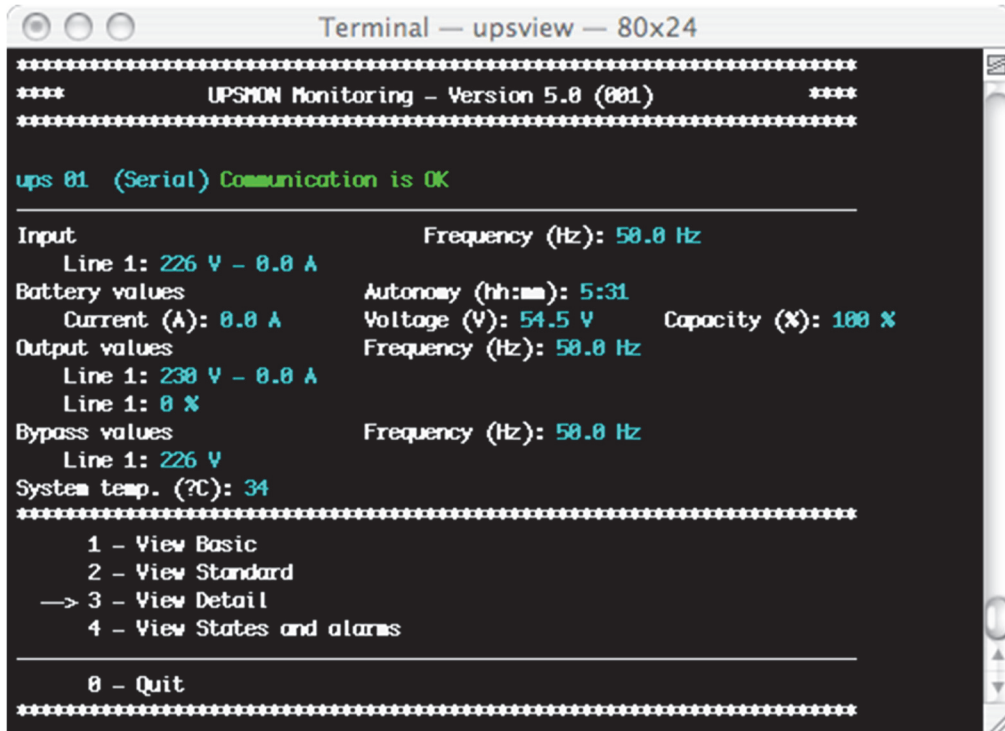 Terminal — upsview — 80x24
**********************************************************************
**** UPSMON Monitoring - Version 5.0 (001) ****
**********************************************************************
ups 01 (Serial) Communication is OK
Input Frequency (Hz): 50.0 Hz
Line 1: 226 V - 0.0 A
Battery values Autonomy (hh:mm): 5:31
Current (A): 0.0 A Voltage (V): 54.5 V Capacity (%): 100 %
Output values Frequency (Hz): 50.0 Hz
Line 1: 230 V - 0.0 A
Line 1: 0 %
Bypass values Frequency (Hz): 50.0 Hz
Line 1: 226 V
System temp. (?C): 34
**********************************************************************
1 - View Basic
2 - View Standard
—> 3 - View Detail
4 - View States and alarms
0 - Quit
**********************************************************************